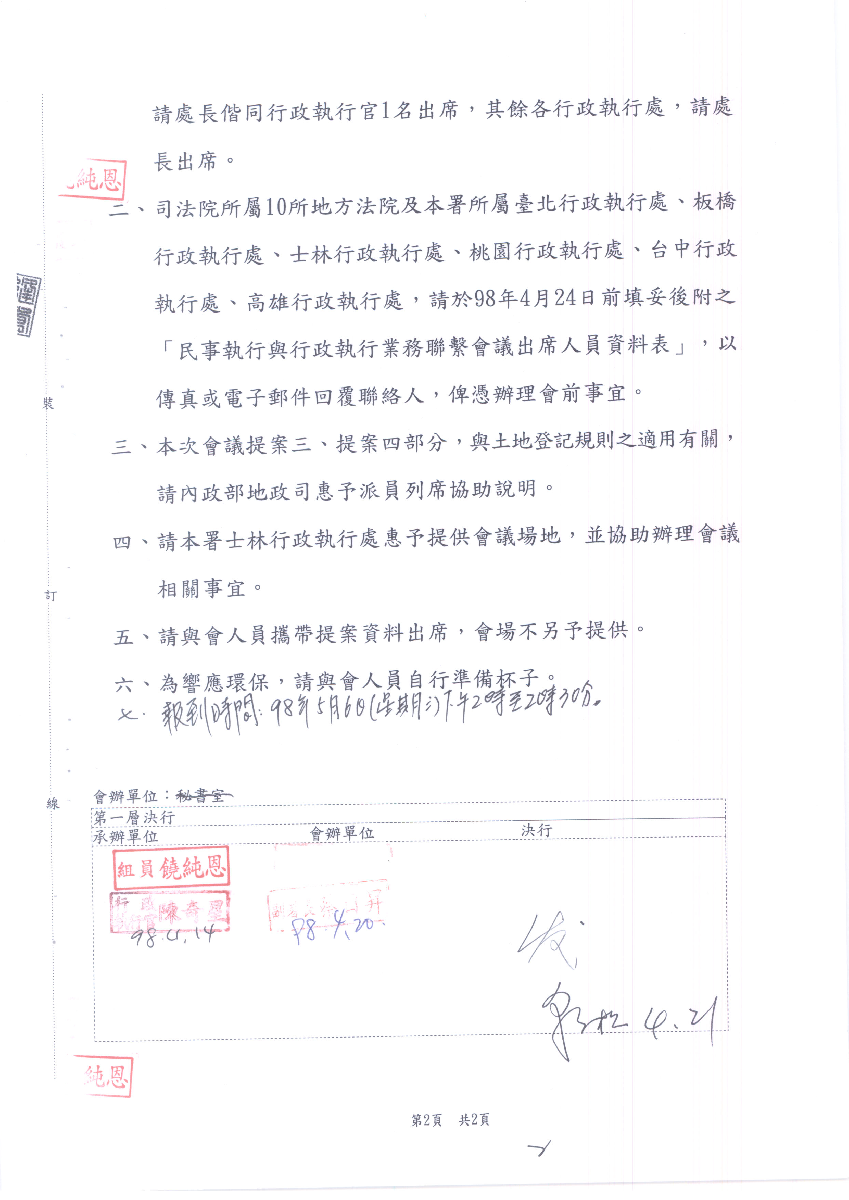 請處長偕同行政執行官1名出席，其餘各行政執行處，請處
長出席。
純恩
二、司法院所屬10所地方法院及本署所屬臺北行政執行處、板橋
行政執行處、士林行政執行處、桃園行政執行處、台中行政
執行處、高雄行政執行處，請於98年4月24日前填妥後附之
「民事執行與行政執行業務聯繫會議出席人員資料表」，以
傳真或電子郵件回覆聯絡人，俾憑辦理會前事宜。
裝
三、本次會議提案三、提案四部分，與土地登記規則之適用有關，
請內政部地政司惠予派員列席協助說明。
四、請本署士林行政執行處惠予提供會議場地，並協助辦理會議
相關事宜。
訂
五、請與會人員攜帶提案資料出席，會場不另予提供。
六、為響應環保，請與會人員自行準備杯子。
七. 報到時間：98年5月6日(星期三)下午2時至2時30分。
會辦單位：秘書室
線
第一層決行
承辦單位 會辦單位 決行
組員饒純恩
陳奇星
98.4.14
98 4.20
發
4.21
純恩
第2頁 共2頁